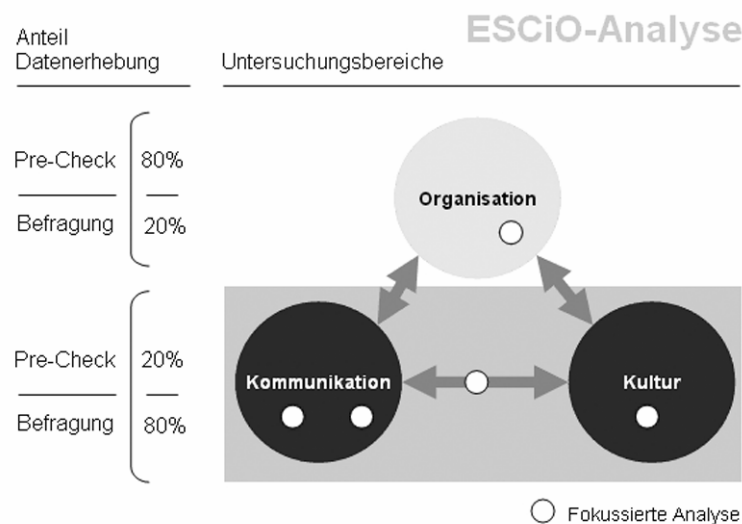 ESCiO-Analyse
Anteil
Datenerhebung
Untersuchungsbereiche
Pre-Check 80%
Befragung 20%
Organisation
Pre-Check 20%
Befragung 80%
Kommunikation
Kultur
Fokussierte Analyse